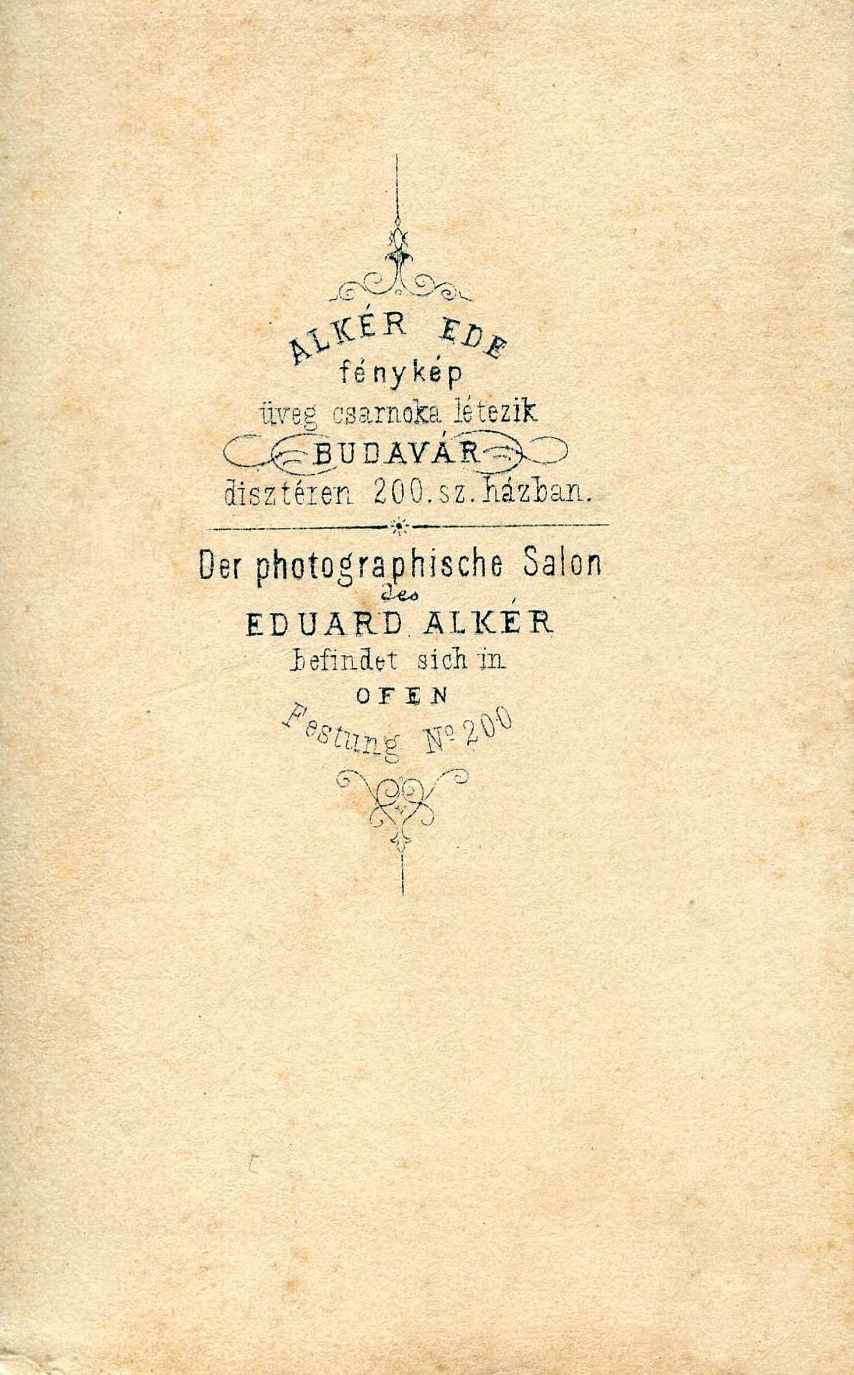 ALKÉR EDE
fénykép
üveg csarnoka létezik
BUDAVÁR
disztéren 200.sz.házban.
Der photographische Salon
des
EDUARD ALKÉR
befindet sich in
OFEN
Festung Nº 200